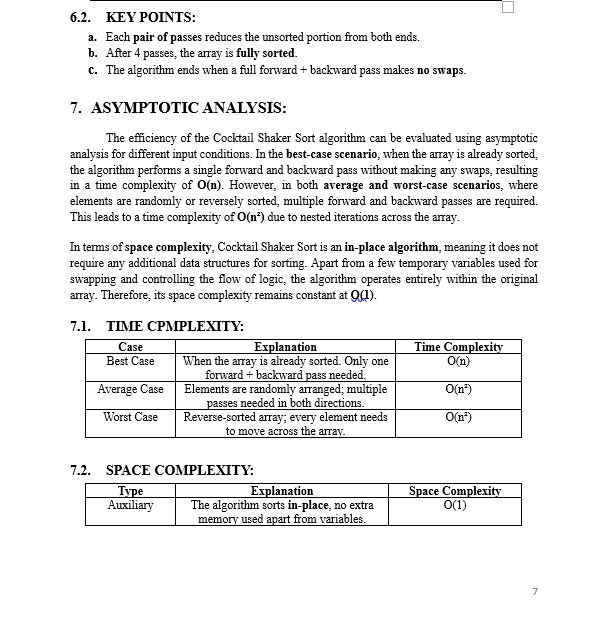 6.2. KEY POINTS:
a. Each pair of passes reduces the unsorted portion from both ends.
b. After 4 passes, the array is fully sorted.
c. The algorithm ends when a full forward + backward pass makes no swaps.
7. ASYMPTOTIC ANALYSIS:
The efficiency of the Cocktail Shaker Sort algorithm can be evaluated using asymptotic
analysis for different input conditions. In the best-case scenario, when the array is already sorted,
the algorithm performs a single forward and backward pass without making any swaps, resulting
in a time complexity of O(n). However, in both average and worst-case scenarios, where
elements are randomly or reversely sorted, multiple forward and backward passes are required.
This leads to a time complexity of O(n²) due to nested iterations across the array.
In terms of space complexity, Cocktail Shaker Sort is an in-place algorithm, meaning it does not
require any additional data structures for sorting. Apart from a few temporary variables used for
swapping and controlling the flow of logic, the algorithm operates entirely within the original
array. Therefore, its space complexity remains constant at O(1).
7.1. TIME CPMPLEXITY:
Case Explanation Time Complexity
Best Case When the array is already sorted. Only one O(n)
forward + backward pass needed.
Average Case Elements are randomly arranged; multiple O(n²)
passes needed in both directions.
Worst Case Reverse-sorted array; every element needs O(n²)
to move across the array.
7.2. SPACE COMPLEXITY:
Type Explanation Space Complexity
Auxiliary The algorithm sorts in-place, no extra O(1)
memory used apart from variables.
7